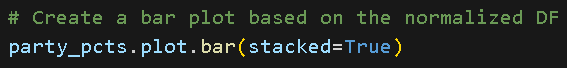 # Create a bar plot based on the normalized DF
party_pcts.plot.bar(stacked=True)